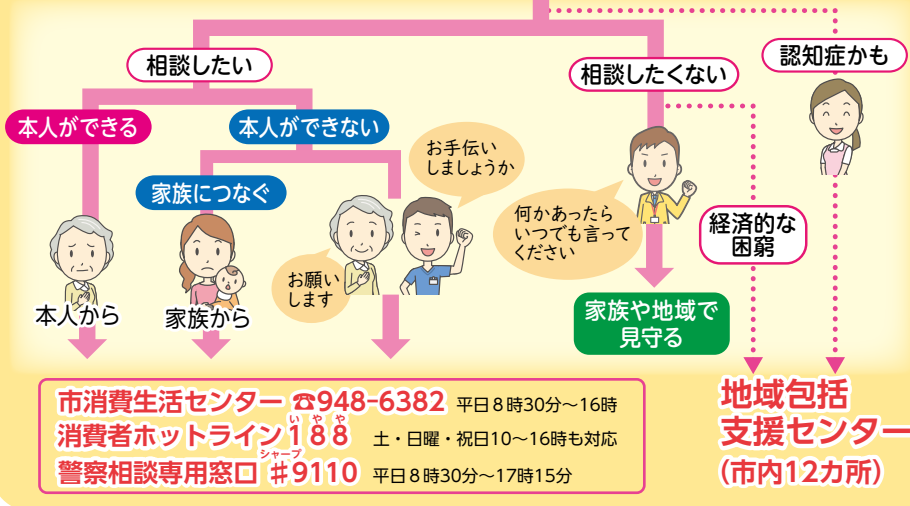 相談したい
相談したくない
認知症かも
本人ができる
本人ができない
お手伝い
しましょうか
家族につなぐ
何かあったら
いつでも言って
ください
経済的な
困窮
お願い
します
本人から
家族から
家族や地域で
見守る
市消費生活センター ☎948-6382 平日8時30分〜16時
い や や
消費者ホットライン188 土・日曜・祝日10〜16時も対応
シャープ
警察相談専用窓口 #9110 平日8時30分〜17時15分
地域包括
支援センター
(市内12カ所)